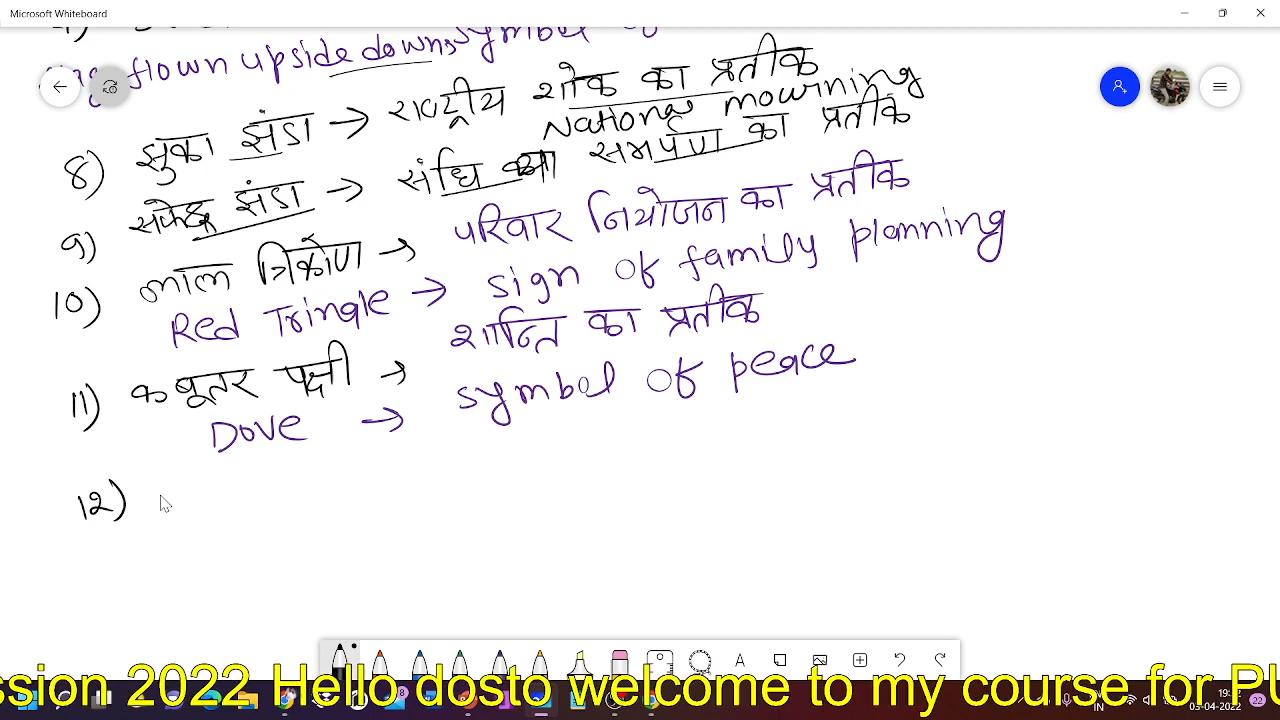 Microsoft Whiteboard
flown upside down, symbol
8) झुका झंडा → राष्ट्रीय शोक का प्रतीक
National mourning
9) सफेद झंडा → संधि का समर्पण का प्रतीक
10) लाल त्रिकोण → परिवार नियोजन का प्रतीक
Red Tringle → sign of family planning
11) कबूतर पक्षी → शान्ति का प्रतीक
Dove → symbol of peace
12)
ssion 2022 Hello dosto welcome to my course for PU